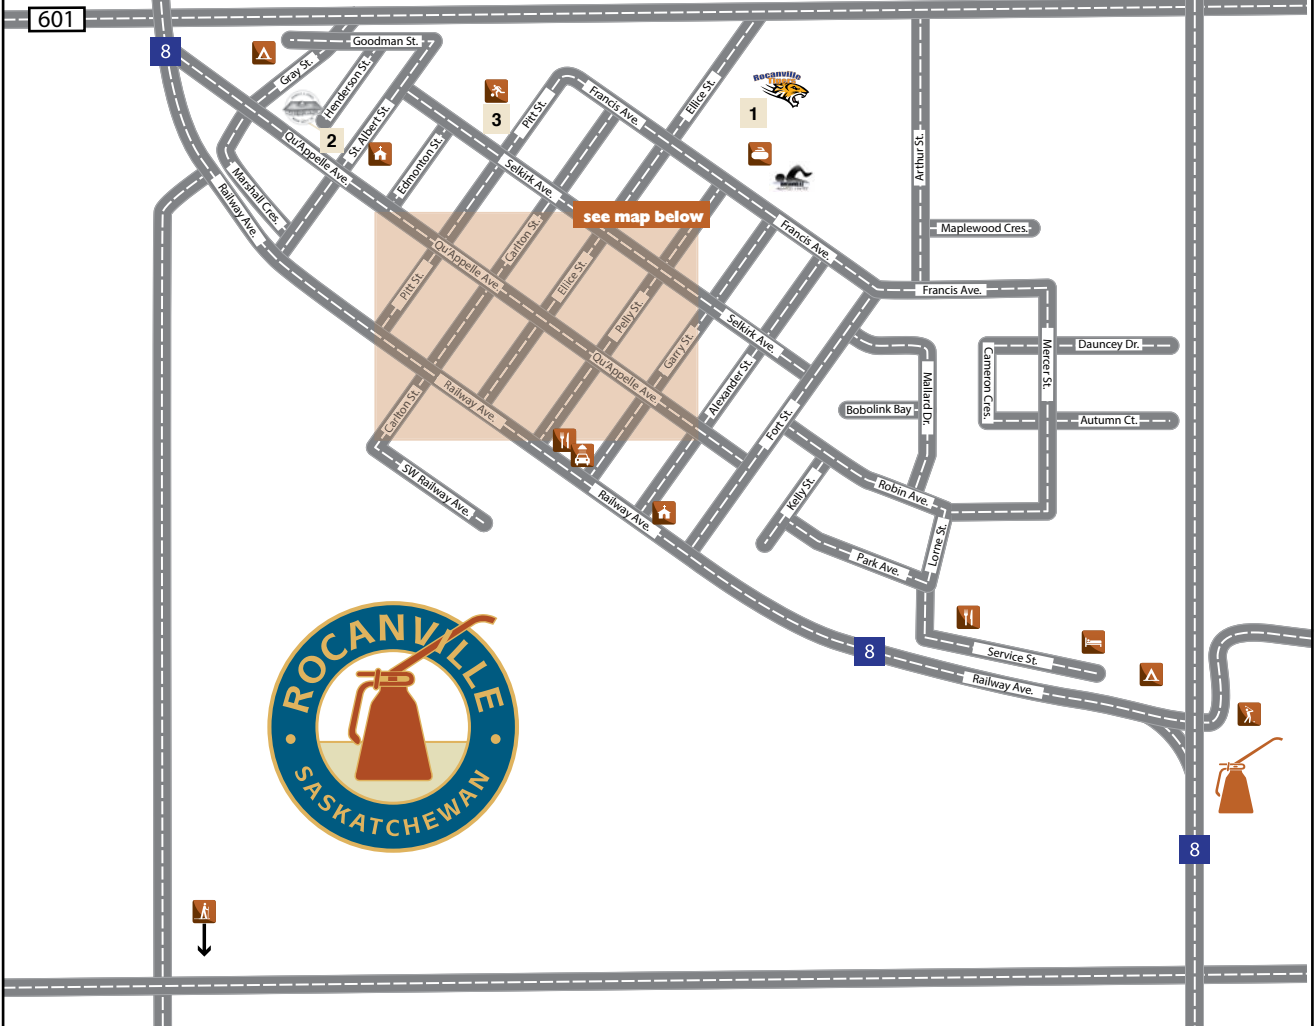 601
8
Goodman St.
Gray St.
Henderson St.
St. Albert St.
2
3
Pitt St.
Francis Ave.
Ellice St.
Rocanville
Tigers
1
Arthur St.
Qu'Appelle Ave.
Edmonton St.
Selkirk Ave.
Marshall Cres.
Railway Ave.
see map below
Maplewood Cres.
Francis Ave.
Carlton St.
Qu'Appelle Ave.
Ellice St.
Pitt St.
Francis Ave.
Pelly St.
Garry St.
Selkirk Ave.
Dauncey Dr.
Mercer St.
Cameron Cres.
Qu'Appelle Ave.
Alexander St.
Mallard Dr.
Bobolink Bay
Autumn Ct.
Railway Ave.
Carlton St.
Fort St.
SW Railway Ave.
Railway Ave.
Kelly St.
Robin Ave.
Lorne St.
Park Ave.
8
Service St.
Railway Ave.
ROCANVILLE
SASKATCHEWAN
8